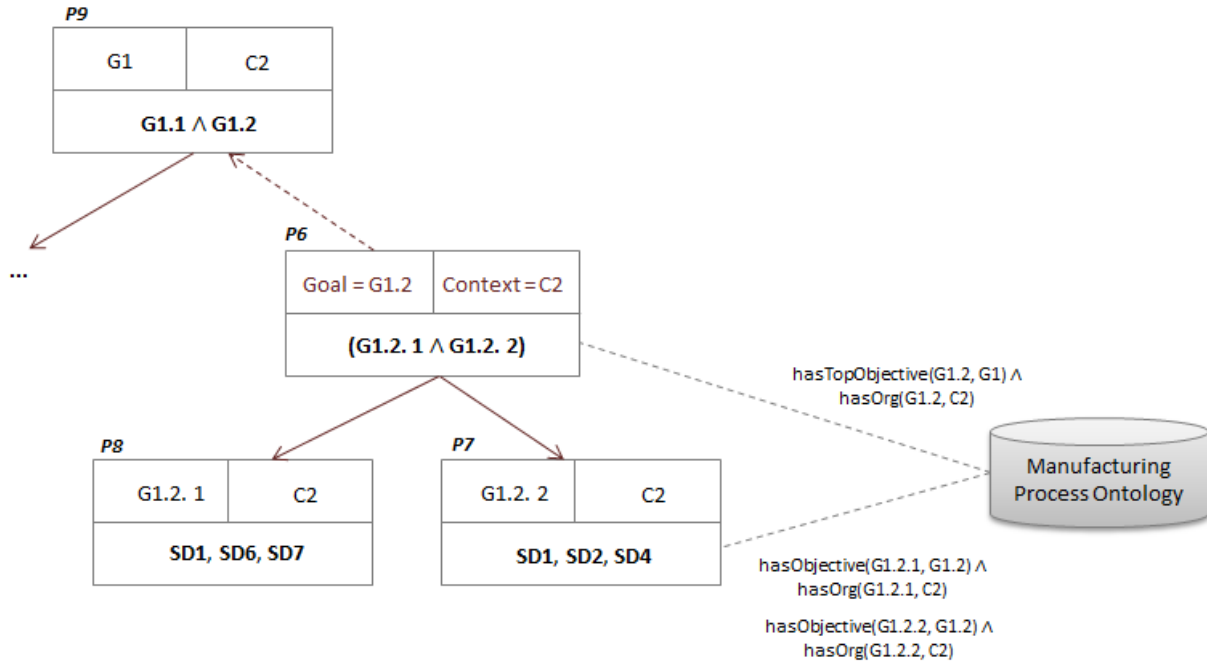 P9
G1
C2
G1.1 ∧ G1.2
...
P6
Goal = G1.2
Context = C2
(G1.2. 1 ∧ G1.2. 2)
hasTopObjective(G1.2, G1) ∧
hasOrg(G1.2, C2)
P8
G1.2. 1
C2
SD1, SD6, SD7
P7
G1.2. 2
C2
SD1, SD2, SD4
Manufacturing
Process Ontology
hasObjective(G1.2.1, G1.2) ∧
hasOrg(G1.2.1, C2)
hasObjective(G1.2.2, G1.2) ∧
hasOrg(G1.2.2, C2)